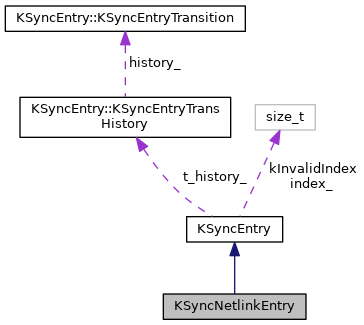 KSyncEntry::KSyncEntryTransition
history_
KSyncEntry::KSyncEntryTrans
History
size_t
kInvalidIndex
index_
t_history_
KSyncEntry
KSyncNetlinkEntry